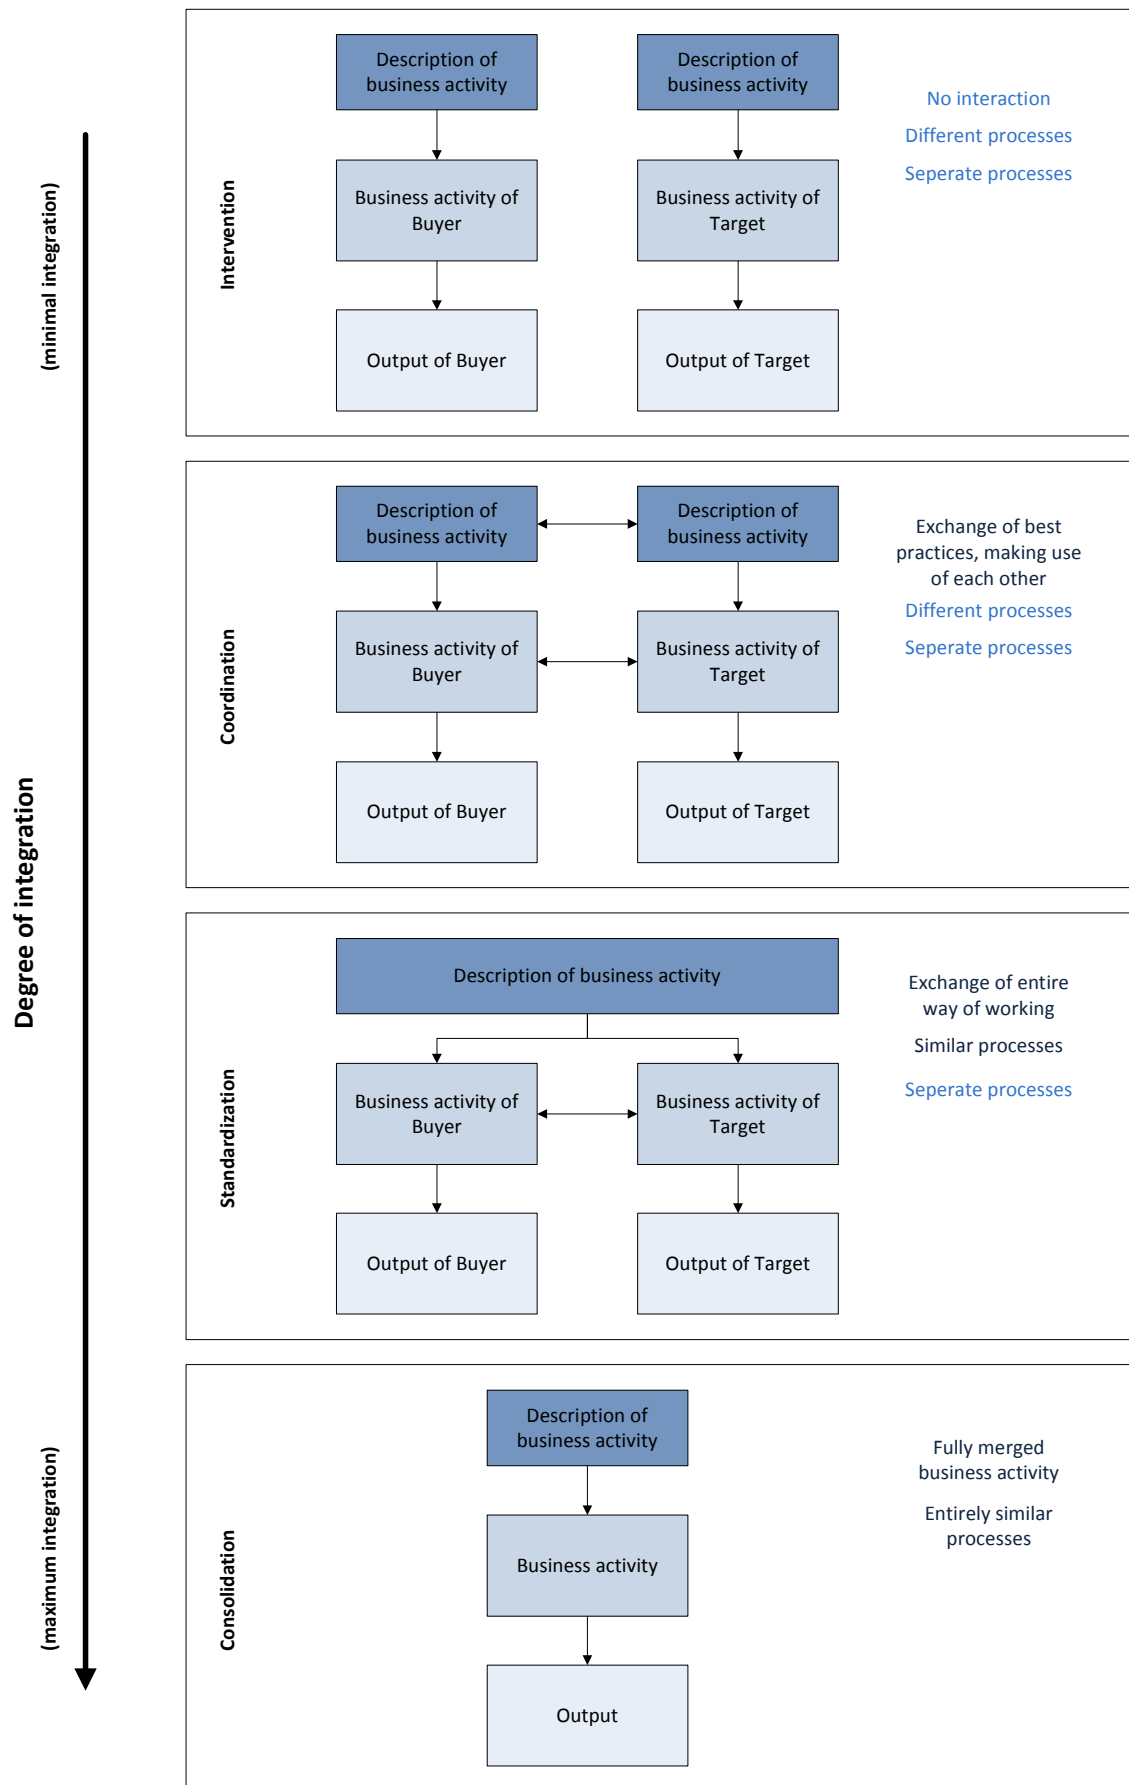 Degree of integration
(minimal integration)
(maximum integration)
Intervention
Description of
business activity
Description of
business activity
Business activity of
Buyer
Business activity of
Target
Output of Buyer
Output of Target
No interaction
Different processes
Seperate processes
Coordination
Description of
business activity
Description of
business activity
Business activity of
Buyer
Business activity of
Target
Output of Buyer
Output of Target
Exchange of best
practices, making use
of each other
Different processes
Seperate processes
Standardization
Description of business activity
Business activity of
Buyer
Business activity of
Target
Output of Buyer
Output of Target
Exchange of entire
way of working
Similar processes
Seperate processes
Consolidation
Description of
business activity
Business activity
Output
Fully merged
business activity
Entirely similar
processes